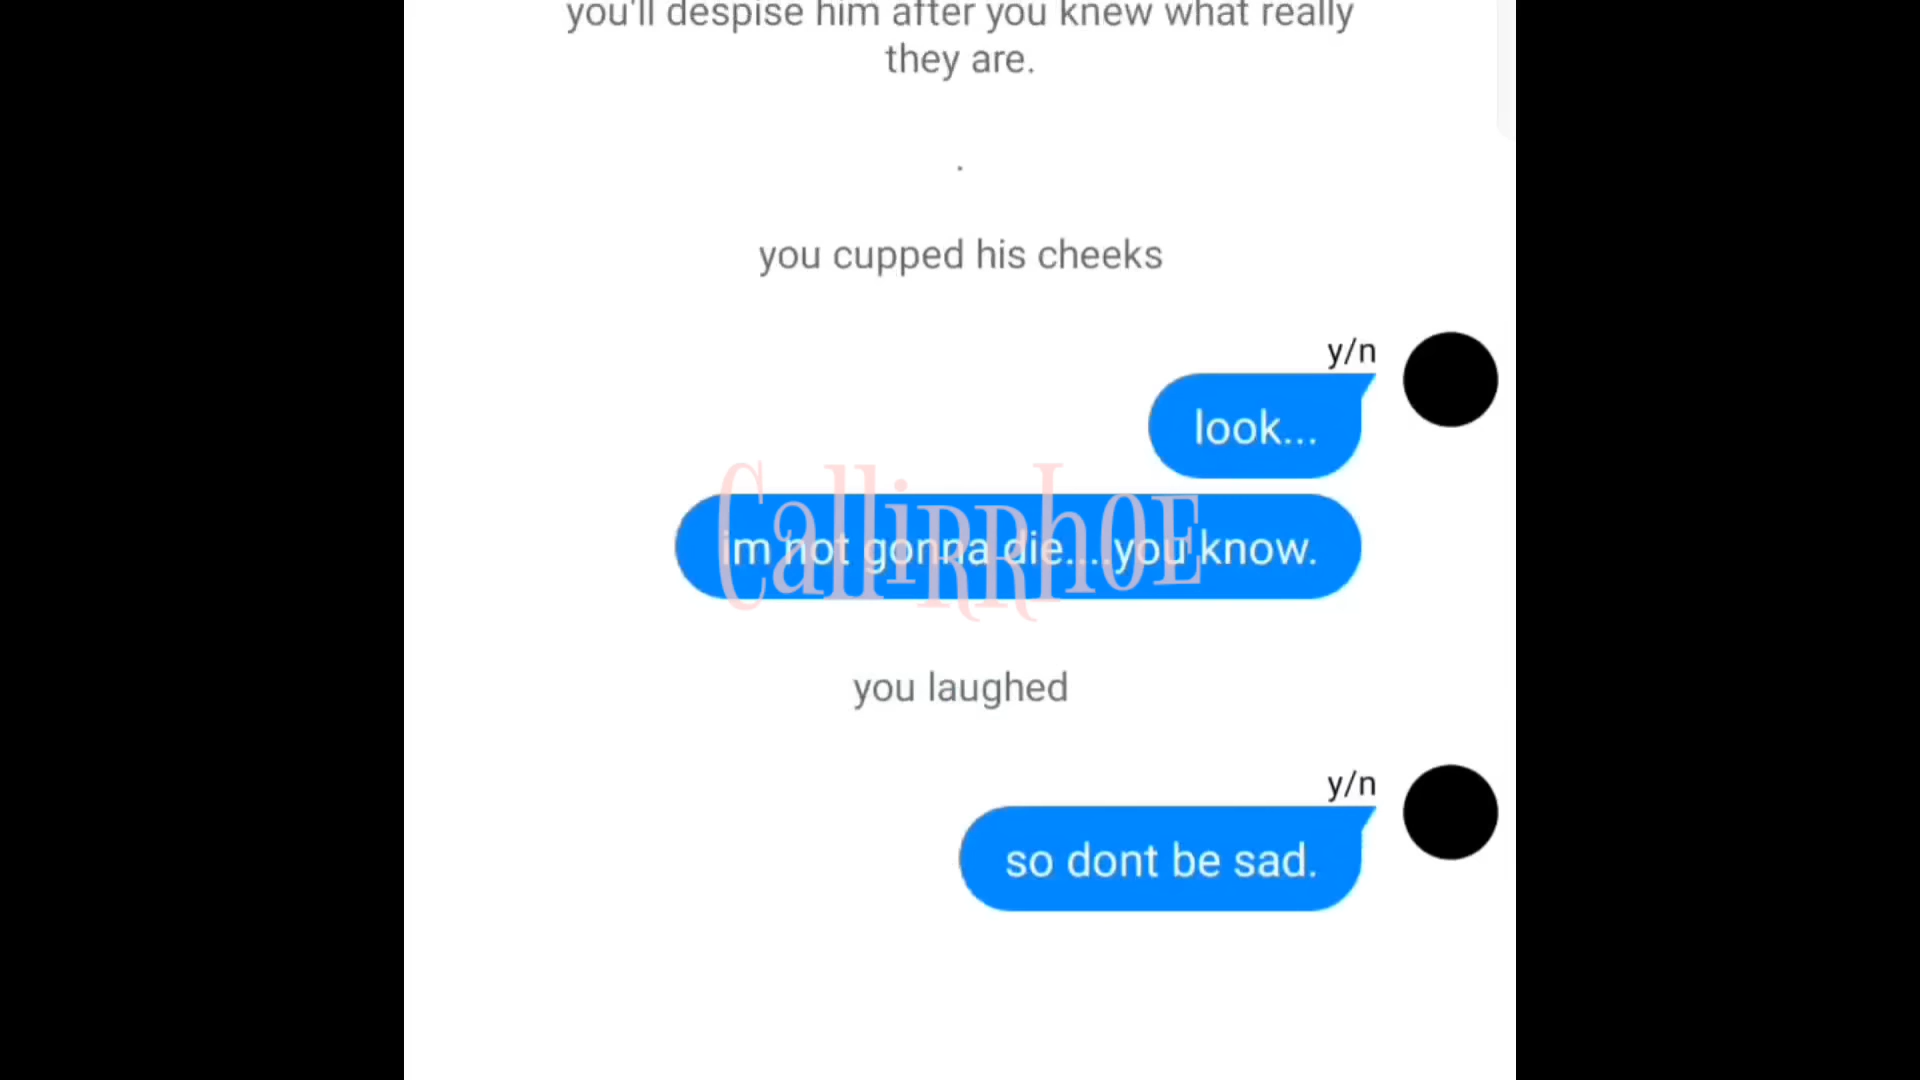 you'll despise him after you knew what really
they are.
.
you cupped his cheeks
y/n
look...
im not gonna die....you know.
CallirrhOE
you laughed
y/n
so dont be sad.